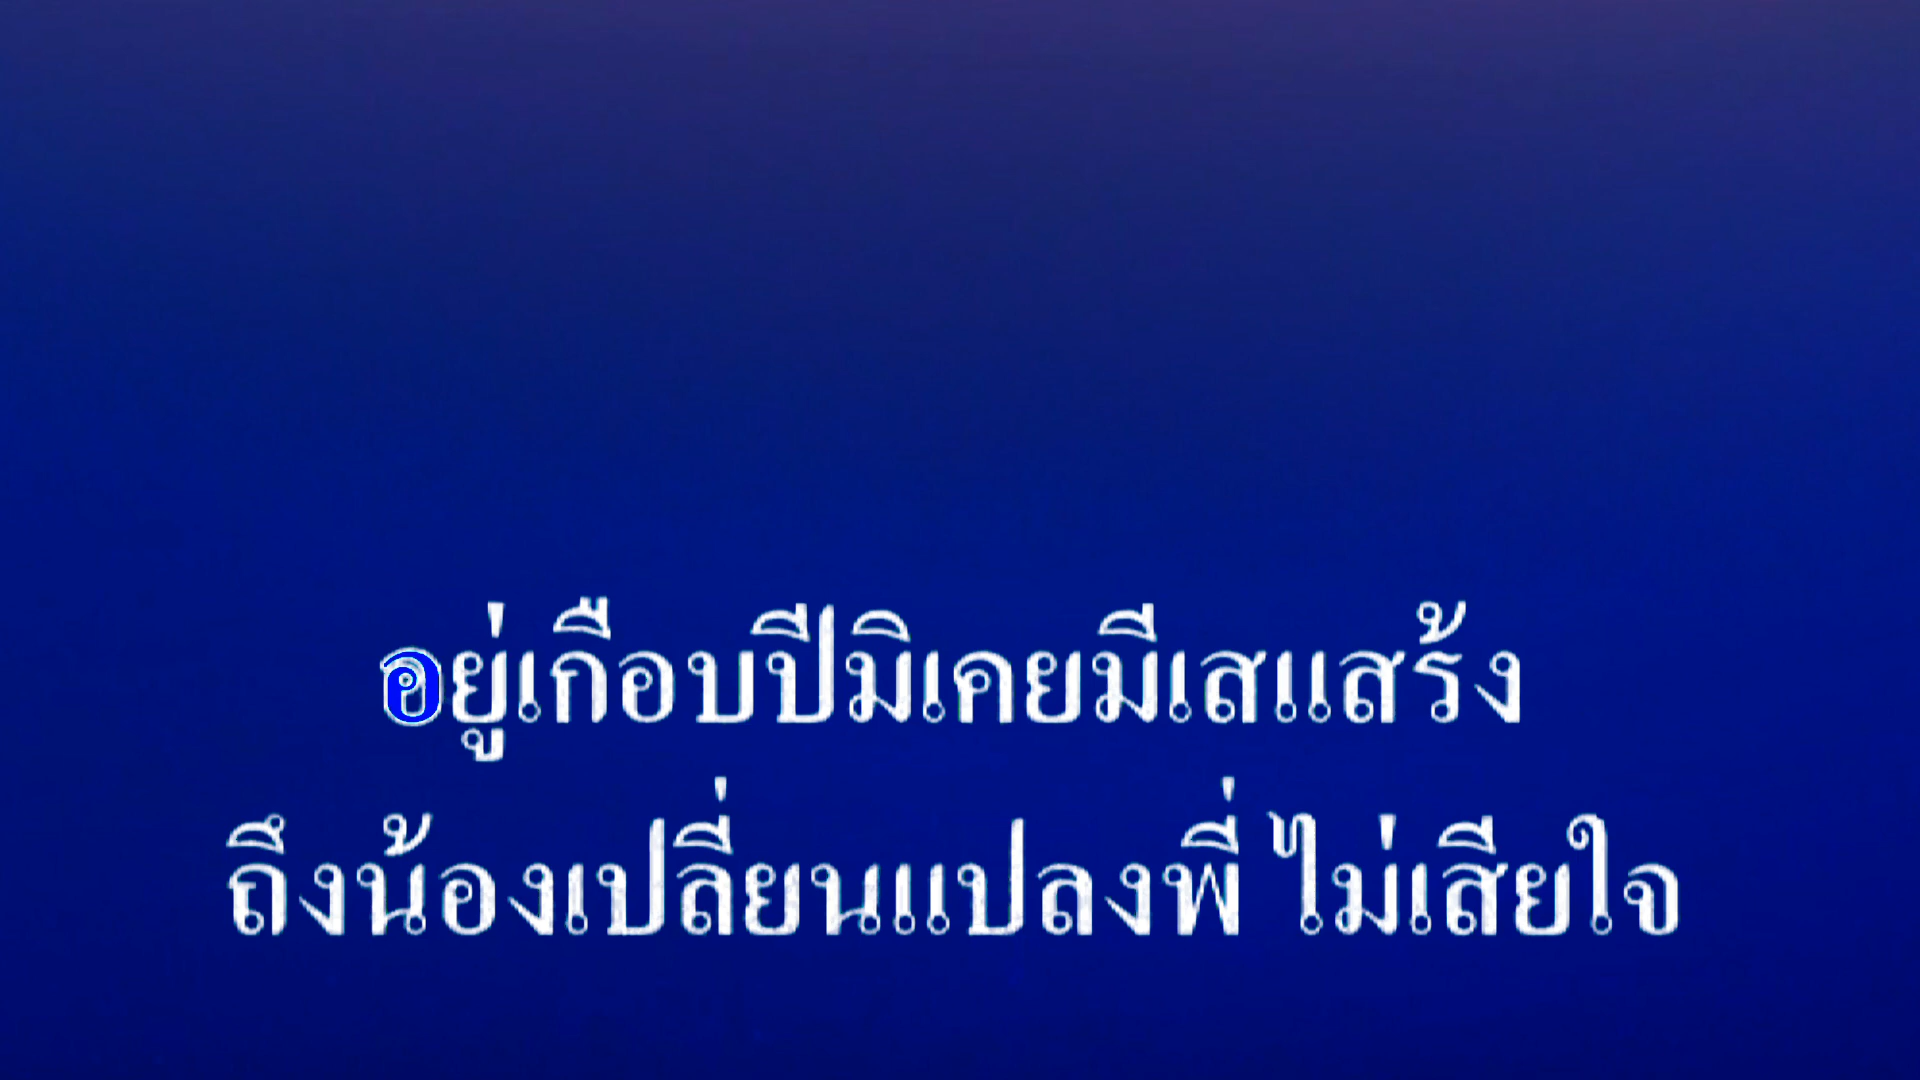 อยู่เกือบปีมิเคยมีเสแสร้ง
ถึงน้องเปลี่ยนแปลงพี่ ไม่เสียใจ